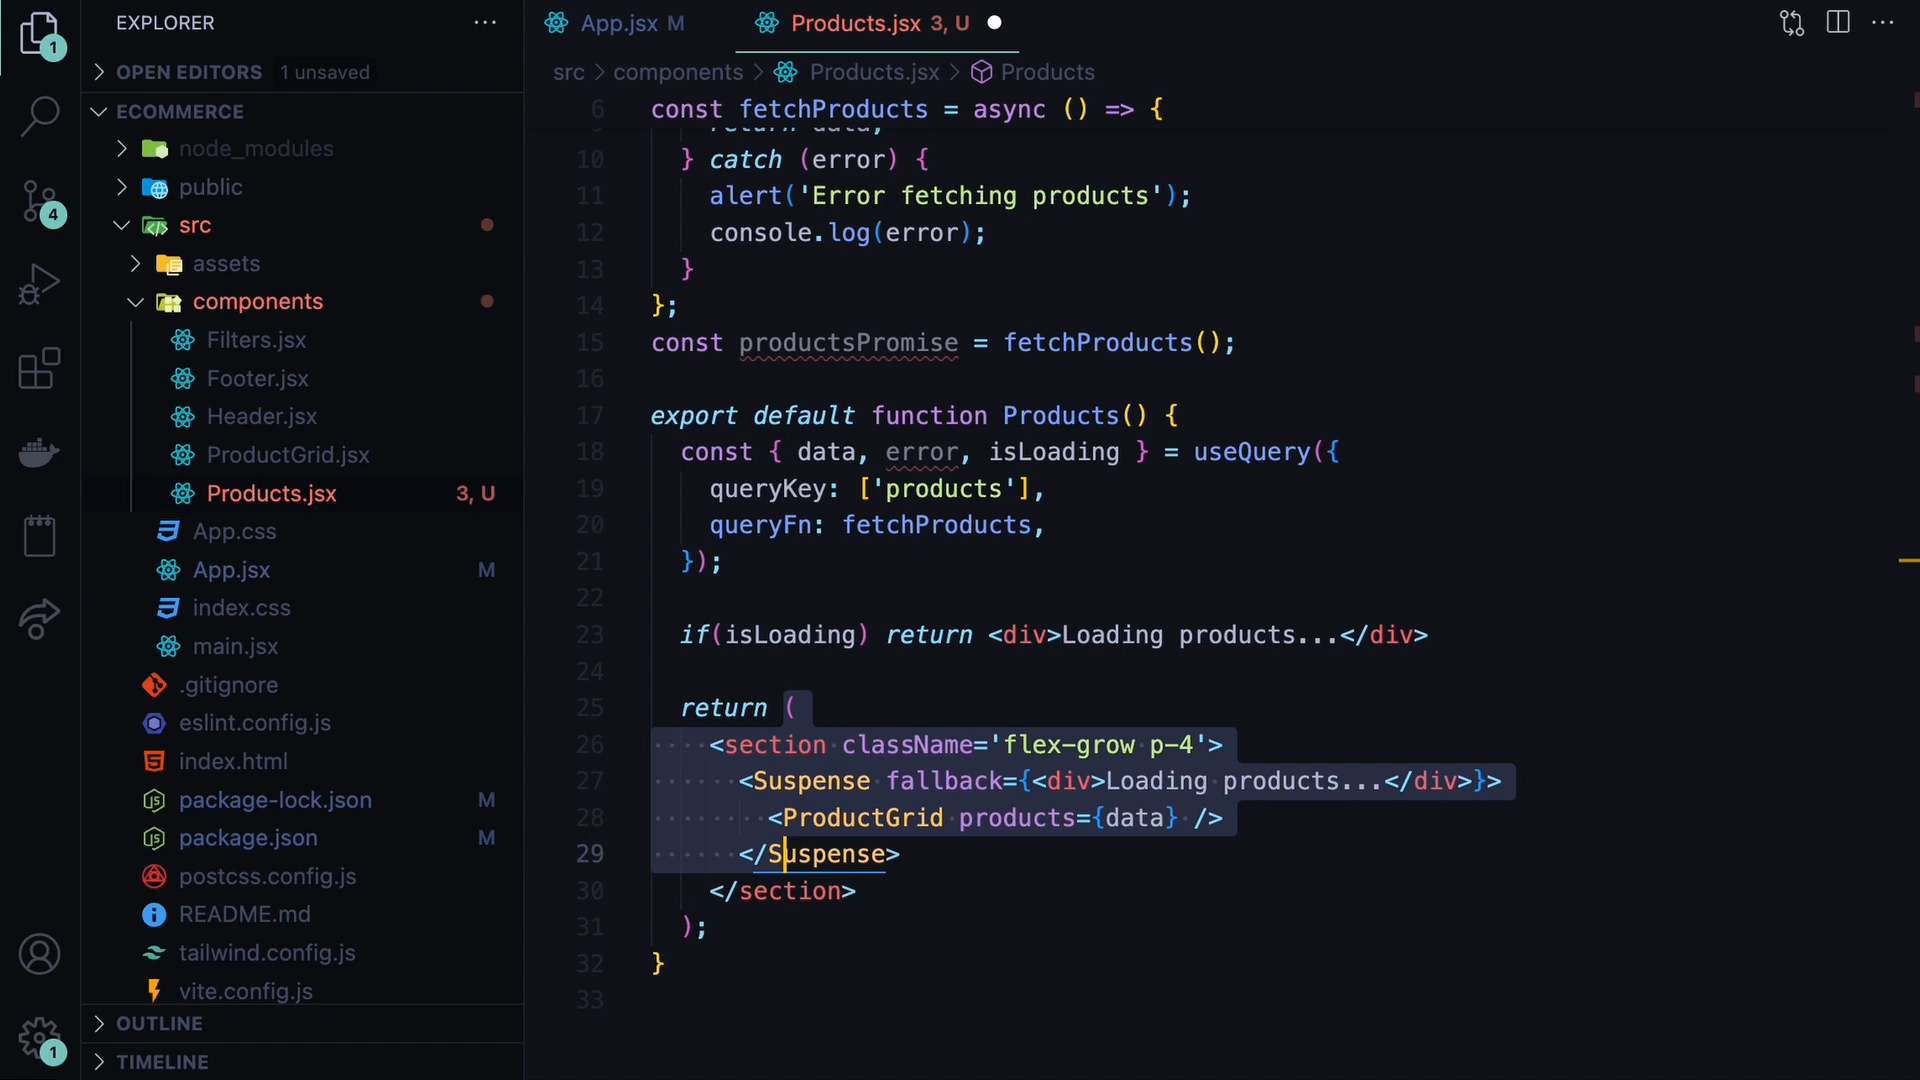 EXPLORER
OPEN EDITORS 1 unsaved
ECOMMERCE
node_modules
public
src
assets
components
Filters.jsx
Footer.jsx
Header.jsx
ProductGrid.jsx
Products.jsx 3, U
App.css
App.jsx M
index.css
main.jsx
.gitignore
eslint.config.js
index.html
package-lock.json M
package.json M
postcss.config.js
README.md
tailwind.config.js
vite.config.js
OUTLINE
TIMELINE
1
4
1
App.jsx M
Products.jsx 3, U
src > components > Products.jsx > Products
6 const fetchProducts = async () => {
return data;
10 } catch (error) {
11 alert('Error fetching products');
12 console.log(error);
13 }
14 };
15 const productsPromise = fetchProducts();
16
17 export default function Products() {
18 const { data, error, isLoading } = useQuery({
19 queryKey: ['products'],
20 queryFn: fetchProducts,
21 });
22
23 if(isLoading) return <div>Loading products...</div>
24
25 return (
26 <section className='flex-grow p-4'>
27 <Suspense fallback={<div>Loading products...</div>}>
28 <ProductGrid products={data} />
29 </Suspense>
30 </section>
31 );
32 }
33